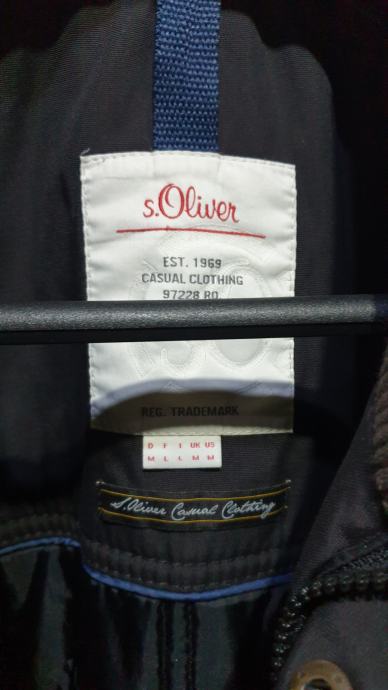 s.Oliver
EST. 1969
CASUAL CLOTHING
97228 RO
REG. TRADEMARK
D F I UK US
M L L M M
s.Oliver Casual Clothing